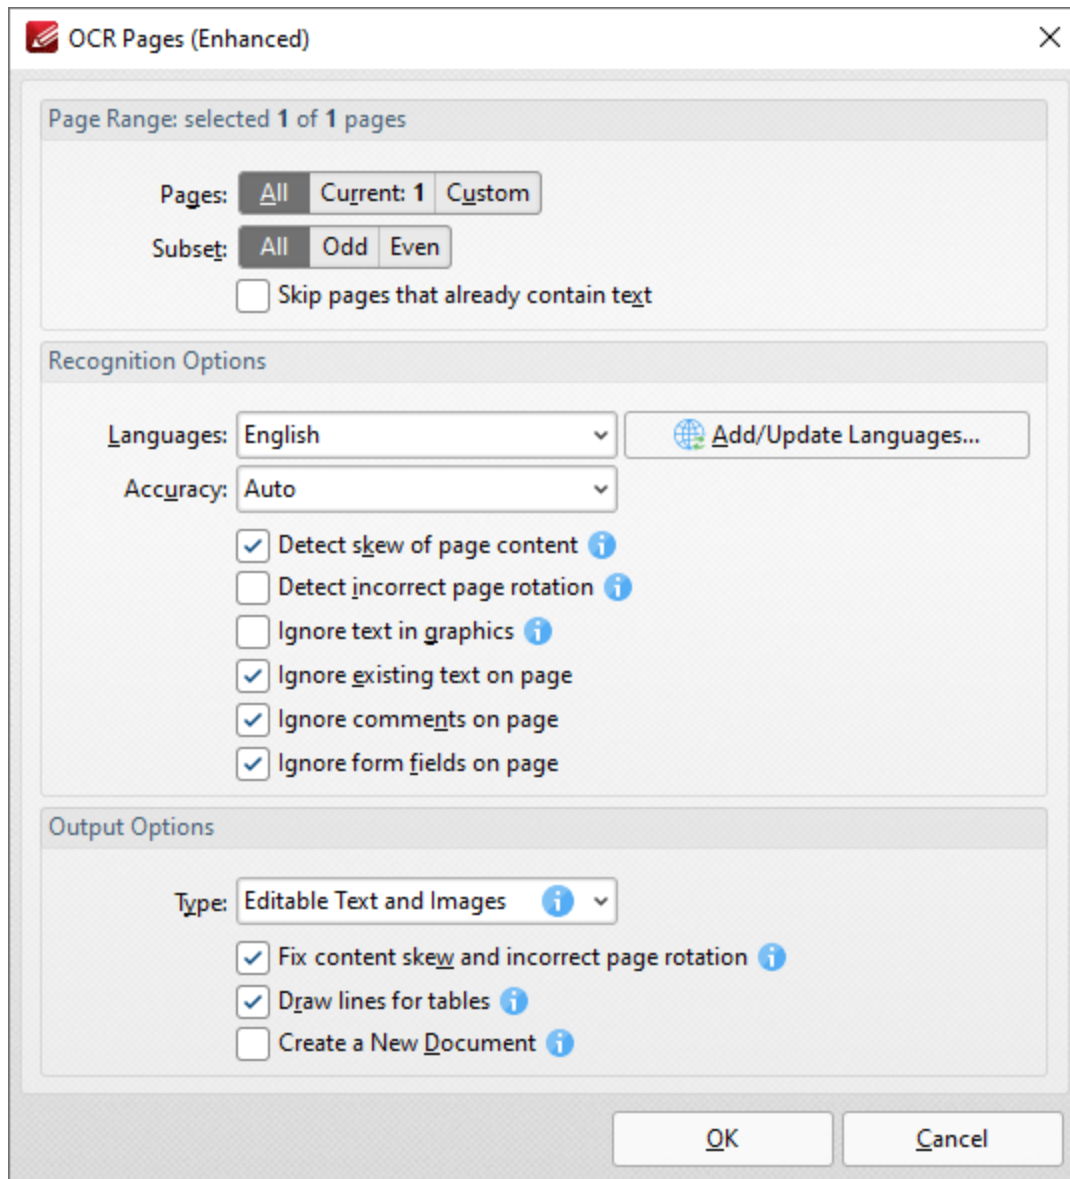 OCR Pages (Enhanced)
Page Range: selected 1 of 1 pages
Pages: All Current: 1 Custom
Subset: All Odd Even
Skip pages that already contain text
Recognition Options
Languages: English Add/Update Languages...
Accuracy: Auto
Detect skew of page content
Detect incorrect page rotation
Ignore text in graphics
Ignore existing text on page
Ignore comments on page
Ignore form fields on page
Output Options
Type: Editable Text and Images
Fix content skew and incorrect page rotation
Draw lines for tables
Create a New Document
OK Cancel